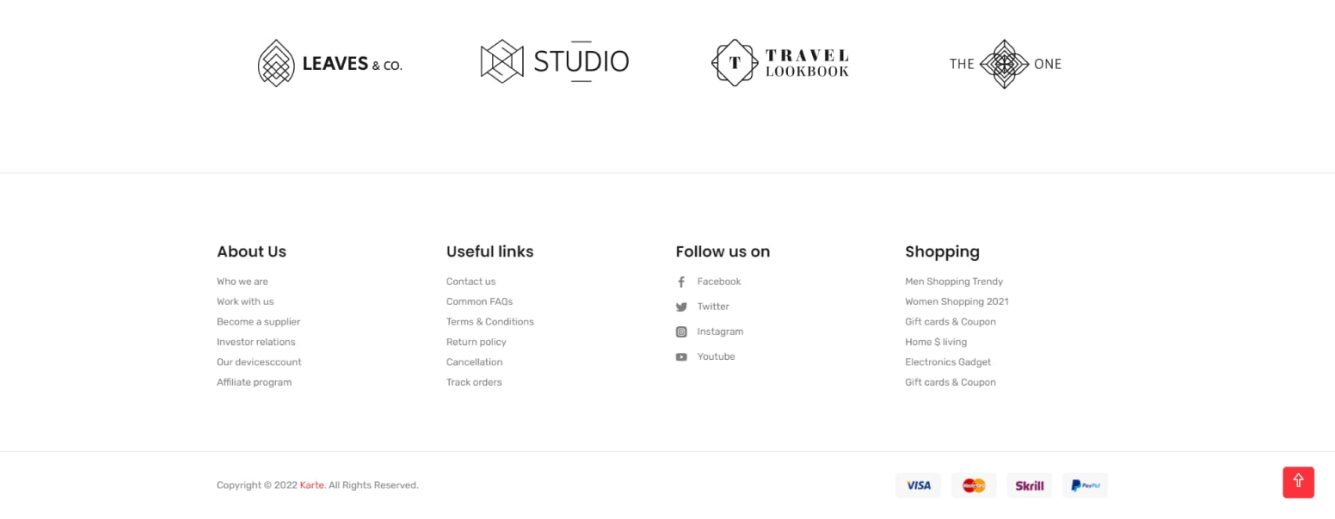 LEAVES & CO.
STUDIO
T TRAVEL
LOOKBOOK
THE ONE
About Us
Who we are
Work with us
Become a supplier
Investor relations
Our devicesccount
Affiliate program
Useful links
Contact us
Common FAQs
Terms & Conditions
Return policy
Cancellation
Track orders
Follow us on
Facebook
Twitter
Instagram
Youtube
Shopping
Men Shopping Trendy
Women Shopping 2021
Gift cards & Coupon
Home $ living
Electronics Gadget
Gift cards & Coupon
Copyright © 2022 Karte. All Rights Reserved.
VISA
MasterCard
Skrill
PayPal